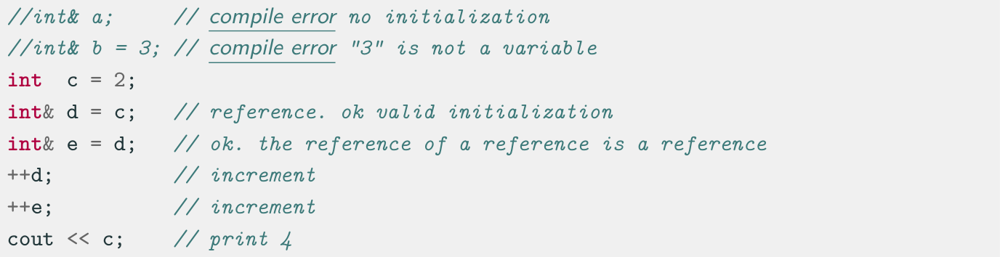 //int& a;     // compile error no initialization
//int& b = 3; // compile error "3" is not a variable
int  c = 2;
int& d = c;   // reference. ok valid initialization
int& e = d;   // ok. the reference of a reference is a reference
++d;          // increment
++e;          // increment
cout << c;    // print 4